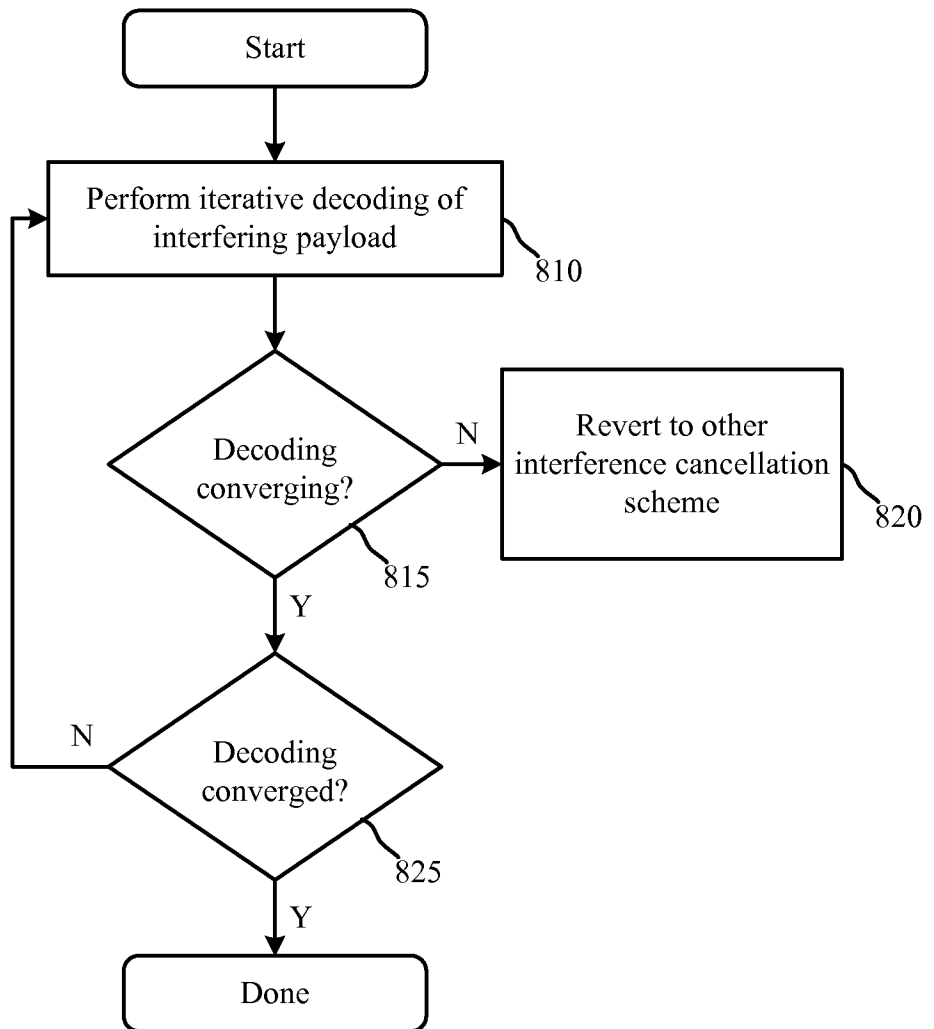 Start
Perform iterative decoding of
interfering payload
810
Decoding
converging?
815
N
Revert to other
interference cancellation
scheme
820
Y
Decoding
converged?
825
N
Y
Done